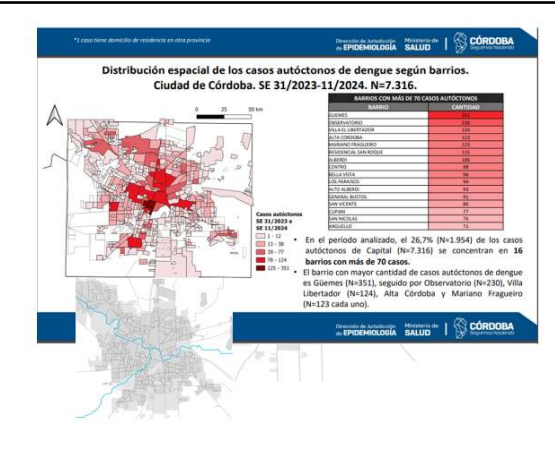 *1 caso tiene domicilio de residencia en otra provincia
Dirección de Jurisdicción
de EPIDEMIOLOGÍA
Ministerio de
SALUD
CÓRDOBA
Seguimos haciendo
Distribución espacial de los casos autóctonos de dengue según barrios.
Ciudad de Córdoba. SE 31/2023-11/2024. N=7.316.
0 25 50 km
BARRIOS CON MÁS DE 70 CASOS AUTÓCTONOS
BARRIO CANTIDAD
GUEMES 351
OBSERVATORIO 230
VILLA EL LIBERTADOR 124
ALTA CORDOBA 123
MARIANO FRAGUEIRO 123
RESIDENCIAL SAN ROQUE 115
ALBERDI 106
CENTRO 98
BELLA VISTA 96
LOS PARAISOS 94
ALTO ALBERDI 93
GENERAL BUSTOS 91
SAN VICENTE 86
CUPANI 77
SAN NICOLAS 76
ARGUELLO 71
Casos autóctonos
SE 31/2023 a
SE 11/2024
1 - 12
13 - 38
39 - 77
78 - 124
125 - 351
• En el período analizado, el 26,7% (N=1.954) de los casos
autóctonos de Capital (N=7.316) se concentran en 16
barrios con más de 70 casos.
• El barrio con mayor cantidad de casos autóctonos de dengue
es Güemes (N=351), seguido por Observatorio (N=230), Villa
Libertador (N=124), Alta Córdoba y Mariano Fragueiro
(N=123 cada uno).
Dirección de Jurisdicción
de EPIDEMIOLOGÍA
Ministerio de
SALUD
CÓRDOBA
Seguimos haciendo